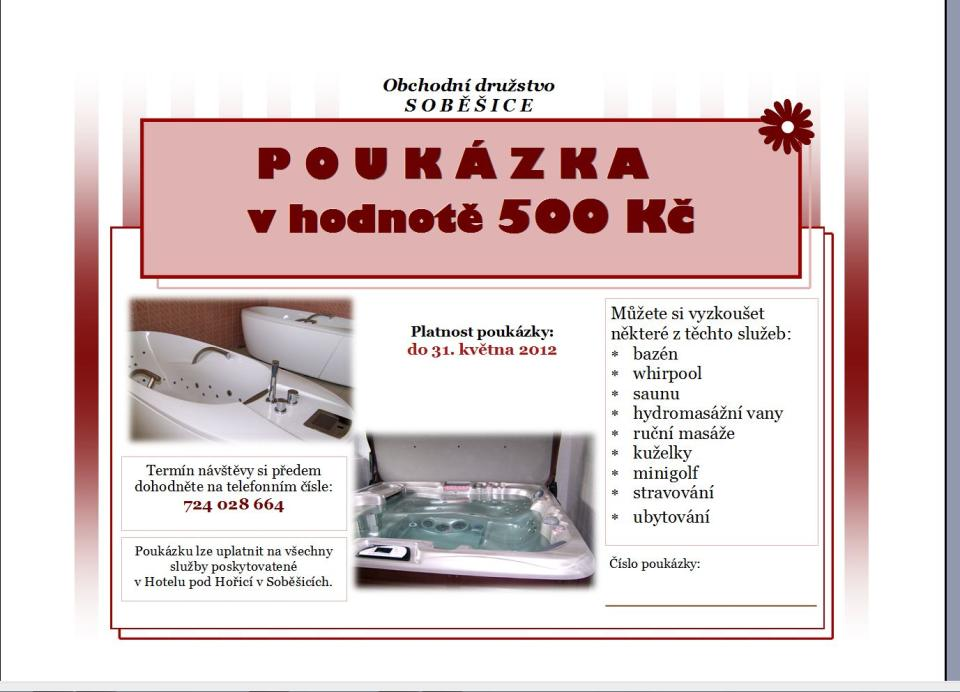 Obchodní družstvo
SOBĚŠICE
POUKÁZKA
v hodnotě 500 Kč
Platnost poukázky:
do 31. května 2012
Můžete si vyzkoušet
některé z těchto služeb:
* bazén
* whirpool
* saunu
* hydromasážní vany
* ruční masáže
* kuželky
* minigolf
* stravování
* ubytování
Termín návštěvy si předem
dohodněte na telefonním čísle:
724 028 664
Poukázku lze uplatnit na všechny
služby poskytovatené
v Hotelu pod Hořicí v Soběšicích.
Číslo poukázky: